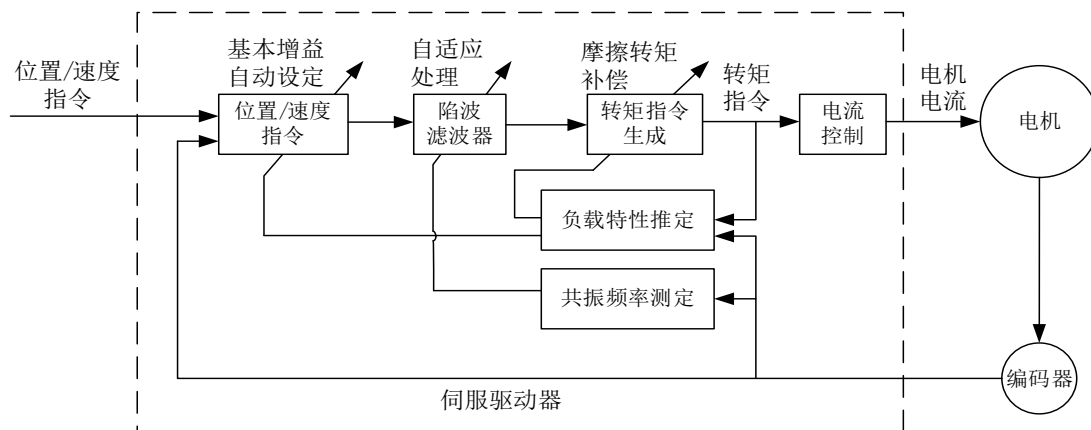 位置/速度
指令
基本增益
自动设定
位置/速度
指令
自适应
处理
陷波
滤波器
摩擦转矩
补偿
转矩指令
生成
转矩
指令
电流
控制
电机
电流
电机
负载特性推定
共振频率测定
编码器
伺服驱动器